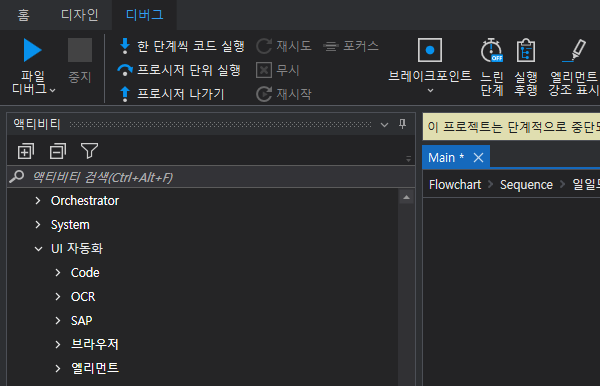 홈 디자인 디버그
한 단계씩 코드 실행 재시도 포커스
프로시저 단위 실행 무시
프로시저 나가기 재시작
파일 디버그
중지
브레이크포인트
느린 단계
OFF
실행 후행
엘리먼트 강조 표시
액티비티
이 프로젝트는 단계적으로 중단되
Main *
액티비티 검색(Ctrl+Alt+F)
Flowchart Sequence 일일
Orchestrator
System
UI 자동화
Code
OCR
SAP
브라우저
엘리먼트